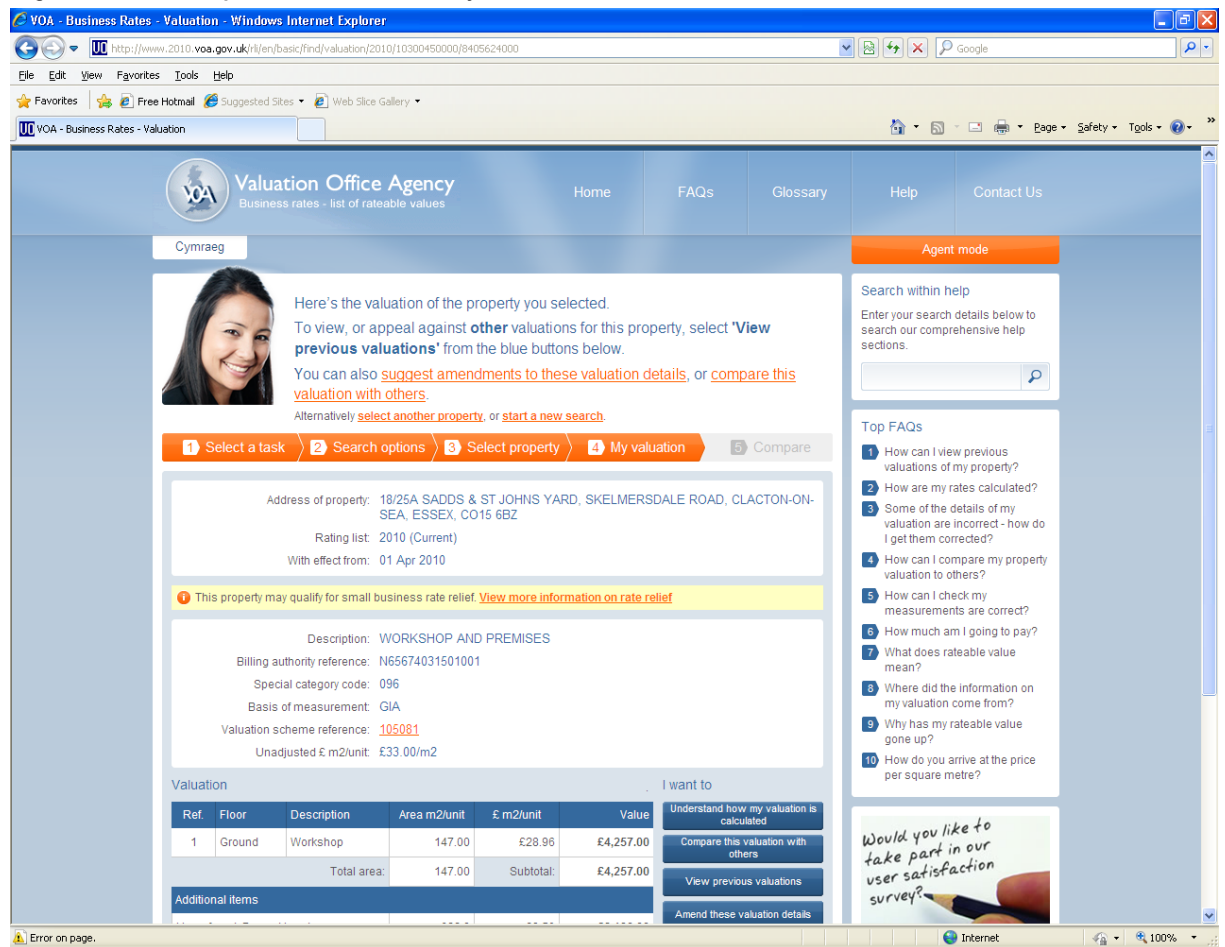 VOA - Business Rates - Valuation - Windows Internet Explorer
http://www.2010.voa.gov.uk/rli/en/basic/find/valuation/2010/10300450000/8405624000
Google
File Edit View Favorites Tools Help
Favorites Free Hotmail Suggested Sites Web Slice Gallery
VOA - Business Rates - Valuation
Page Safety Tools
VOA
Valuation Office Agency
Business rates - list of rateable values
Home FAQs Glossary Help Contact Us
Cymraeg
Agent mode
Here's the valuation of the property you selected.
To view, or appeal against other valuations for this property, select 'View
previous valuations' from the blue buttons below.
You can also suggest amendments to these valuation details, or compare this
valuation with others.
Alternatively select another property, or start a new search.
1 Select a task 2 Search options 3 Select property 4 My valuation 5 Compare
Address of property: 18/25A SADDS & ST JOHNS YARD, SKELMERSDALE ROAD, CLACTON-ON-
SEA, ESSEX, CO15 6BZ
Rating list: 2010 (Current)
With effect from: 01 Apr 2010
This property may qualify for small business rate relief. View more information on rate relief
Description: WORKSHOP AND PREMISES
Billing authority reference: N65674031501001
Special category code: 096
Basis of measurement: GIA
Valuation scheme reference: 105081
Unadjusted £ m2/unit: £33.00/m2
Valuation
Ref. Floor Description Area m2/unit £ m2/unit Value
1 Ground Workshop 147.00 £28.96 £4,257.00
Total area: 147.00 Subtotal: £4,257.00
Additional items
I want to
Understand how my valuation is
calculated
Compare this valuation with
others
View previous valuations
Amend these valuation details
Search within help
Enter your search details below to
search our comprehensive help
sections.
Top FAQs
1 How can I view previous
valuations of my property?
2 How are my rates calculated?
3 Some of the details of my
valuation are incorrect - how do
I get them corrected?
4 How can I compare my property
valuation to others?
5 How can I check my
measurements are correct?
6 How much am I going to pay?
7 What does rateable value
mean?
8 Where did the information on
my valuation come from?
9 Why has my rateable value
gone up?
10 How do you arrive at the price
per square metre?
Would you like to
take part in our
user satisfaction
survey?
Error on page.
Internet
100%